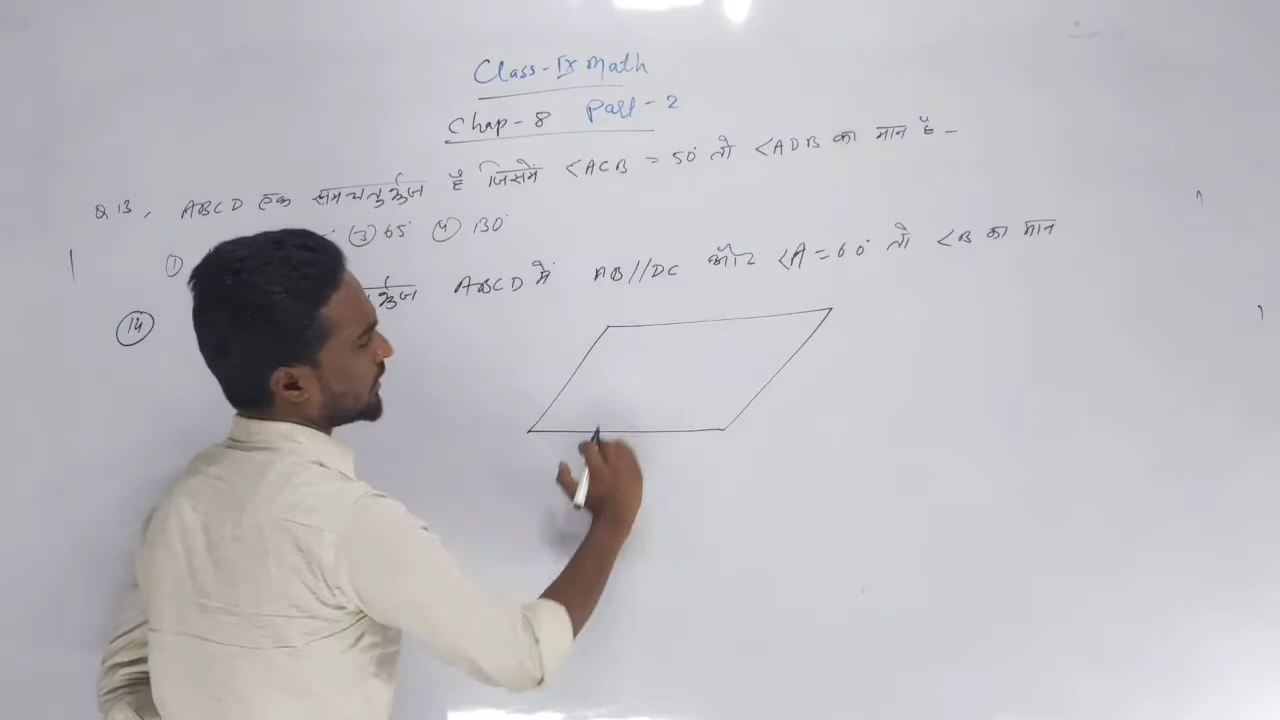 Class-IX Math
Chap-8 Part-2
Q 13, ABCD एक समचतुर्भुज है जिसमें <ACB = 50° तो <ADB का मान है -
① ③ 65° ④ 130°
⑭ ABCD में AB//DC और <A = 60° तो <B का मान